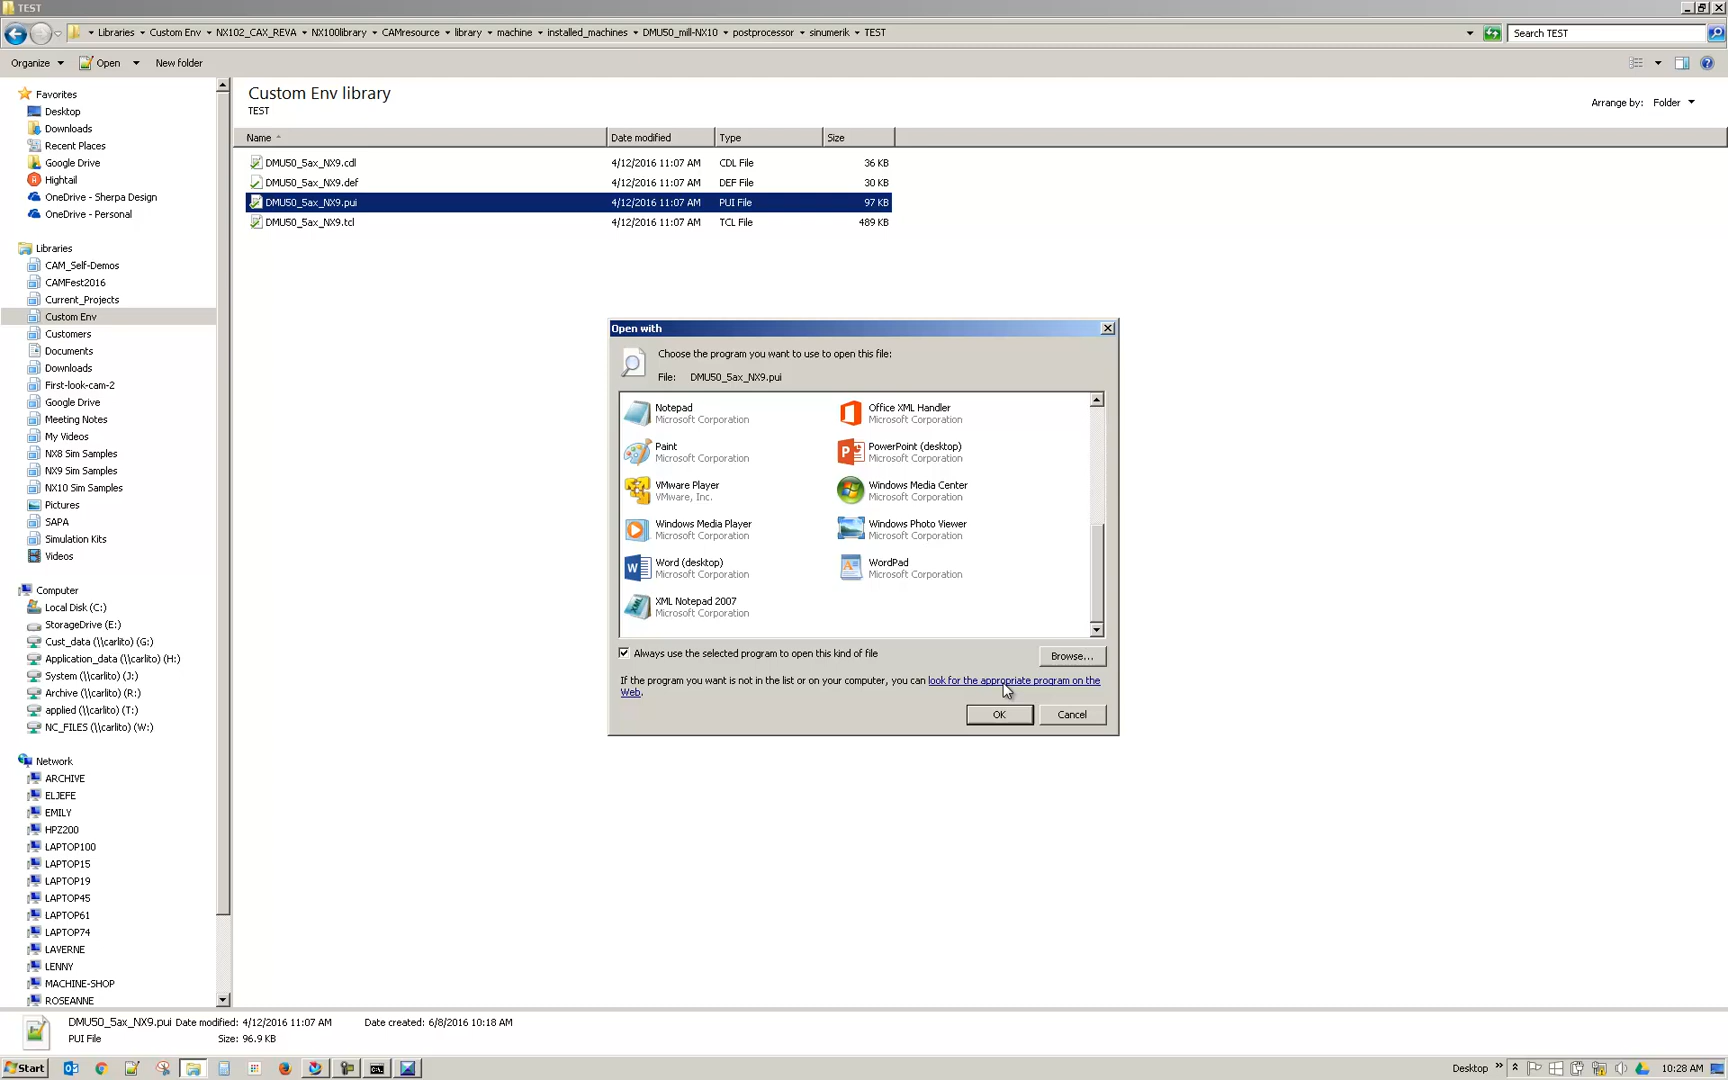 TEST
Libraries Custom Env NX102_CAX_REVA NX100library CAMresource library machine installed_machines DMU50_mill-NX10 postprocessor sinumerik TEST
Search TEST
Organize Open New folder
Favorites
Desktop
Downloads
Recent Places
Google Drive
Hightail
OneDrive - Sherpa Design
OneDrive - Personal
Libraries
CAM_Self-Demos
CAMFest2016
Current_Projects
Custom Env
Customers
Documents
Downloads
First-look-cam-2
Google Drive
Meeting Notes
My Videos
NX8 Sim Samples
NX9 Sim Samples
NX10 Sim Samples
Pictures
SAPA
Simulation Kits
Videos
Computer
Local Disk (C:)
StorageDrive (E:)
Cust_data (\\carlito) (G:)
Application_data (\\carlito) (H:)
System (\\carlito) (J:)
Archive (\\carlito) (R:)
applied (\\carlito) (T:)
NC_FILES (\\carlito) (W:)
Network
ARCHIVE
ELJEFE
EMILY
HPZ200
LAPTOP100
LAPTOP15
LAPTOP19
LAPTOP45
LAPTOP61
LAPTOP74
LAVERNE
LENNY
MACHINE-SHOP
ROSEANNE
Custom Env library
TEST
Arrange by: Folder
Name Date modified Type Size
DMU50_5ax_NX9.cdl 4/12/2016 11:07 AM CDL File 36 KB
DMU50_5ax_NX9.def 4/12/2016 11:07 AM DEF File 30 KB
DMU50_5ax_NX9.pui 4/12/2016 11:07 AM PUI File 97 KB
DMU50_5ax_NX9.tcl 4/12/2016 11:07 AM TCL File 489 KB
Open with
Choose the program you want to use to open this file:
File: DMU50_5ax_NX9.pui
Notepad
Microsoft Corporation
Office XML Handler
Microsoft Corporation
Paint
Microsoft Corporation
PowerPoint (desktop)
Microsoft Corporation
VMware Player
VMware, Inc.
Windows Media Center
Microsoft Corporation
Windows Media Player
Microsoft Corporation
Windows Photo Viewer
Microsoft Corporation
Word (desktop)
Microsoft Corporation
WordPad
Microsoft Corporation
XML Notepad 2007
Microsoft Corporation
Always use the selected program to open this kind of file
Browse...
If the program you want is not in the list or on your computer, you can look for the appropriate program on the
Web.
OK Cancel
DMU50_5ax_NX9.pui Date modified: 4/12/2016 11:07 AM Date created: 6/8/2016 10:18 AM
PUI File Size: 96.9 KB
Start
Desktop » 10:28 AM